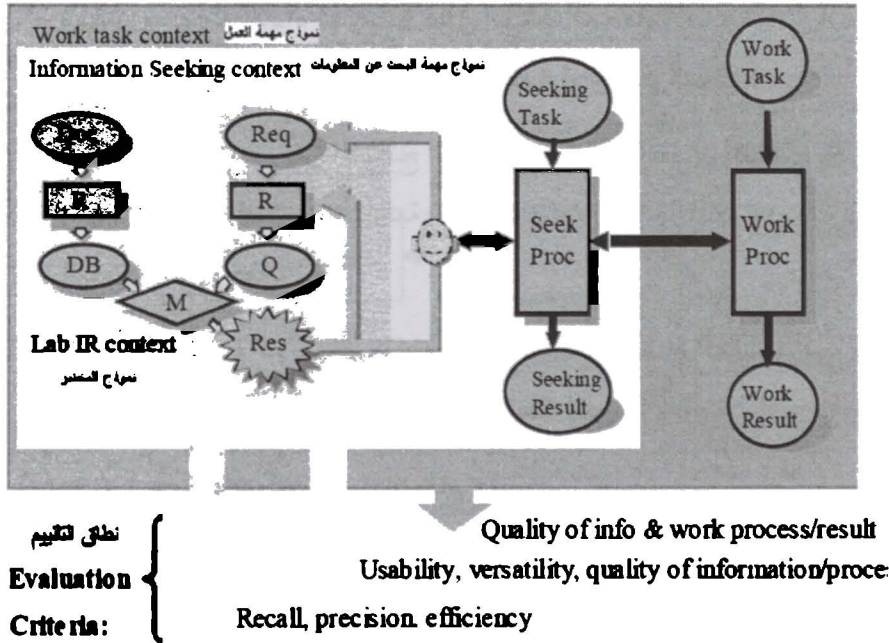 Work task context نموذج مهمة العمل
Information Seeking context نموذج مهمة البحث عن المعلومات
Work
Task
Seeking
Task
Req
R
R
Seek
Proc
Work
Proc
DB
Q
M
Res
Lab IR context
نموذج المختبر
Seeking
Result
Work
Result
نطاق التقييم
Evaluation
Criteria:
Quality of info & work process/result
Usability, versatility, quality of information/proce
Recall, precision. efficiency